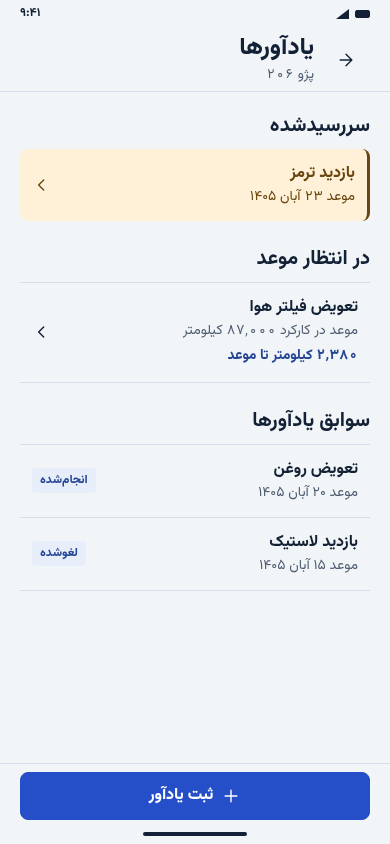 ۹:۴۱
یادآورها
پژو ۲۰۶
سررسیدشده
بازدید ترمز
موعد ۲۳ آبان ۱۴۰۵
در انتظار موعد
تعویض فیلتر هوا
موعد در کارکرد ۸۷,۰۰۰ کیلومتر
۲,۳۸۰ کیلومتر تا موعد
سوابق یادآورها
تعویض روغن
موعد ۲۰ آبان ۱۴۰۵
انجام‌شده
بازدید لاستیک
موعد ۱۵ آبان ۱۴۰۵
لغوشده
ثبت یادآور